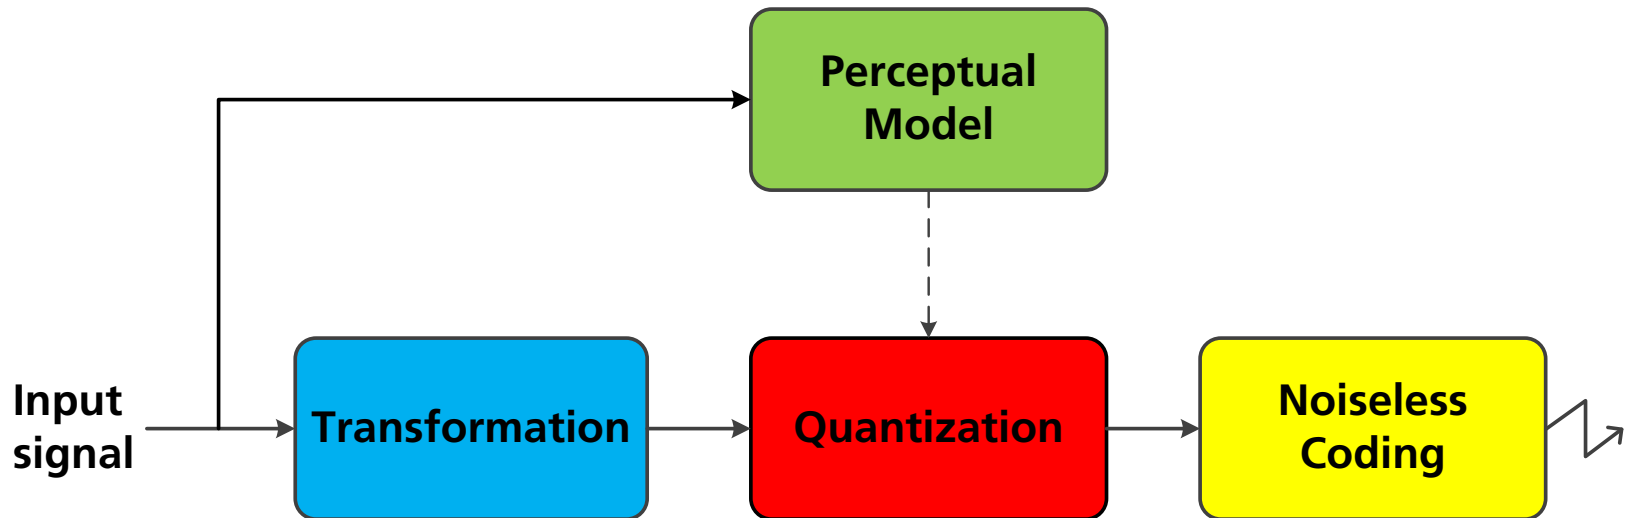 Perceptual
Model
Input
signal
Transformation
Quantization
Noiseless
Coding